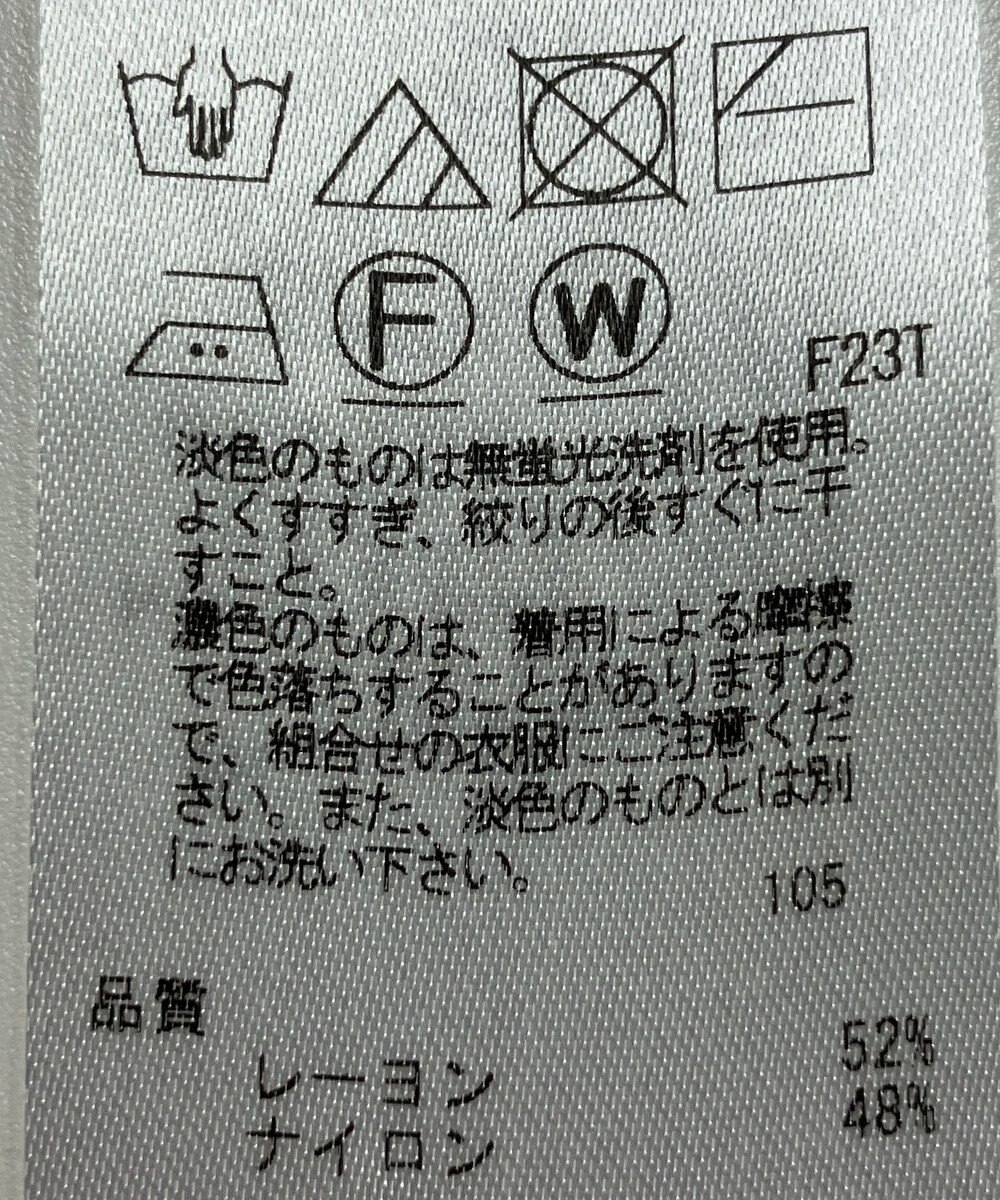 F W
F23T
淡色のものは無蛍光洗剤を使用。
よくすすぎ、絞りの後すぐに干
すこと。
濃色のものは、着用による摩擦
で色落ちすることがありますの
で、組合せの衣服にご注意くだ
さい。また、淡色のものとは別
にお洗い下さい。
105
品質
レーヨン 52%
ナイロン 48%